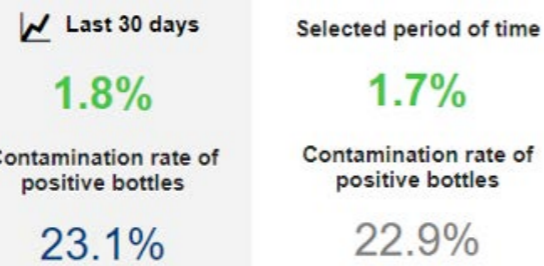 Last 30 days
1.8%
Contamination rate of
positive bottles
23.1%
Selected period of time
1.7%
Contamination rate of
positive bottles
22.9%